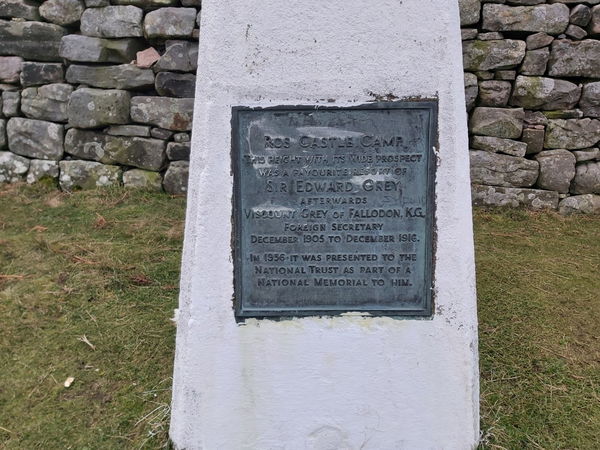 Ros Castle Camp
This height with its wide prospect
was a favourite resort of
Sir Edward Grey
afterwards
Viscount Grey of Fallodon, K.G.
Foreign Secretary
December 1905 to December 1916.
In 1936 it was presented to the
National Trust as part of a
National Memorial to him.